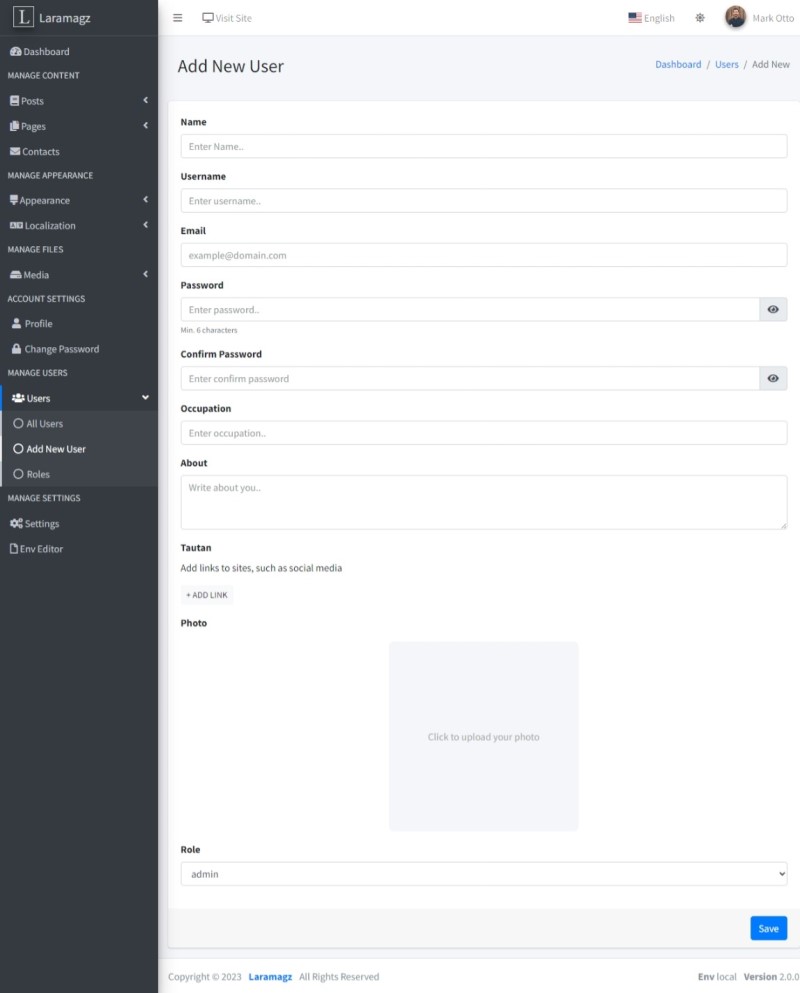 L Laramagz
Visit Site
English
Mark Otto
Dashboard
MANAGE CONTENT
Posts
Pages
Contacts
MANAGE APPEARANCE
Appearance
Localization
MANAGE FILES
Media
ACCOUNT SETTINGS
Profile
Change Password
MANAGE USERS
Users
All Users
Add New User
Roles
MANAGE SETTINGS
Settings
Env Editor
Add New User
Dashboard / Users / Add New
Name
Enter Name..
Username
Enter username..
Email
example@domain.com
Password
Enter password..
Min. 6 characters
Confirm Password
Enter confirm password
Occupation
Enter occupation..
About
Write about you..
Tautan
Add links to sites, such as social media
+ ADD LINK
Photo
Click to upload your photo
Role
admin
Save
Copyright © 2023 Laramagz All Rights Reserved
Env local Version 2.0.0